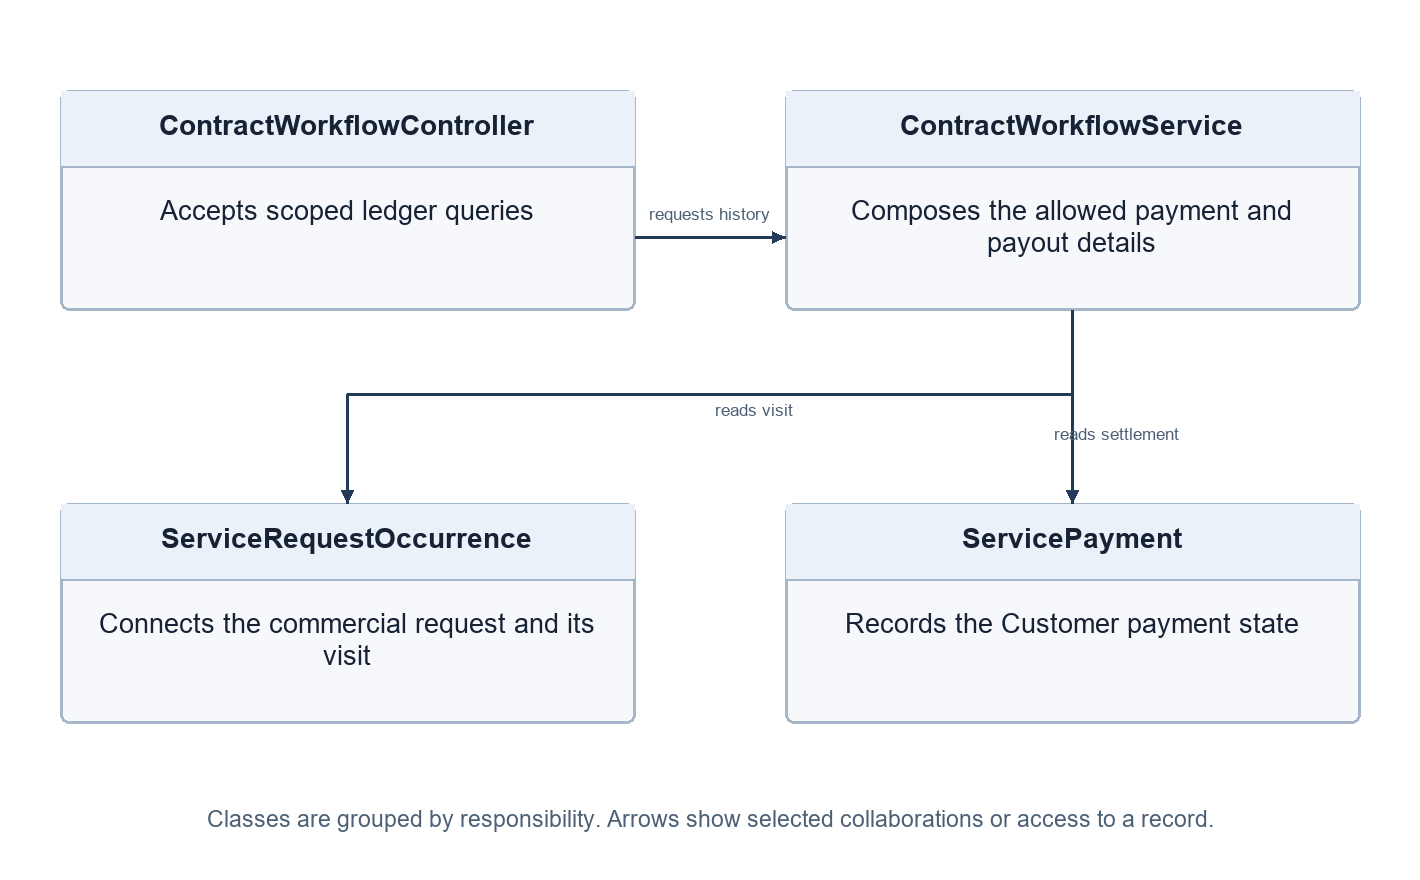 ContractWorkflowController
Accepts scoped ledger queries
requests history
ContractWorkflowService
Composes the allowed payment and
payout details
reads visit
reads settlement
ServiceRequestOccurrence
Connects the commercial request and its
visit
ServicePayment
Records the Customer payment state
Classes are grouped by responsibility. Arrows show selected collaborations or access to a record.